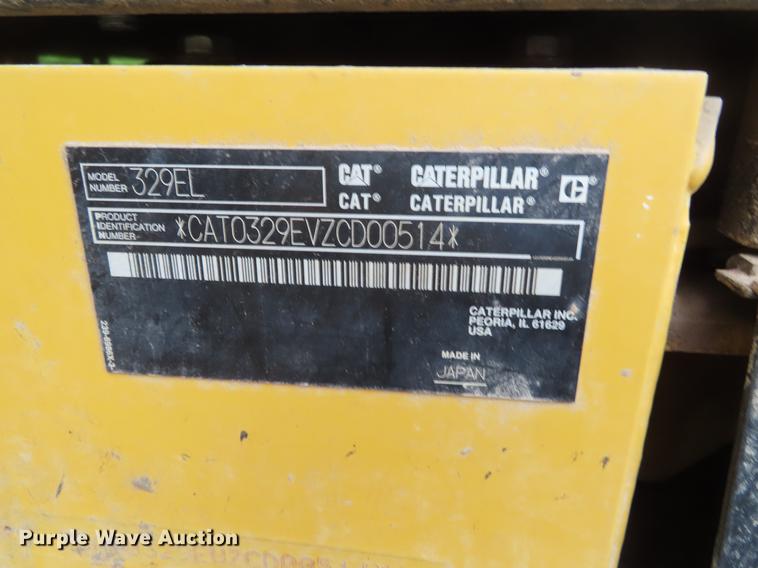 MODEL NUMBER 329EL
CAT® CATERPILLAR®
CAT® CATERPILLAR®
PRODUCT IDENTIFICATION NUMBER *CAT0329EVZCD00514*
CATERPILLAR INC.
PEORIA, IL 61629
USA
MADE IN
JAPAN
Purple Wave Auction